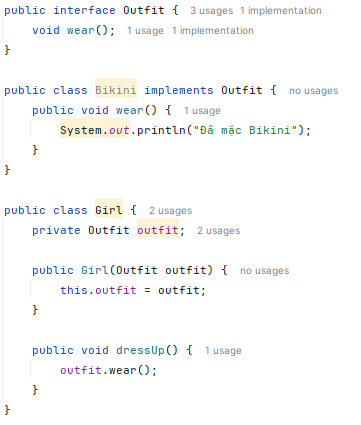 public interface Outfit {  3 usages  1 implementation
    void wear();  1 usage  1 implementation
}
public class Bikini implements Outfit {  no usages
    public void wear() {  1 usage
        System.out.println("Đã mặc Bikini");
    }
}
public class Girl {  2 usages
    private Outfit outfit;  2 usages
    public Girl(Outfit outfit) {  no usages
        this.outfit = outfit;
    }
    public void dressUp() {  1 usage
        outfit.wear();
    }
}